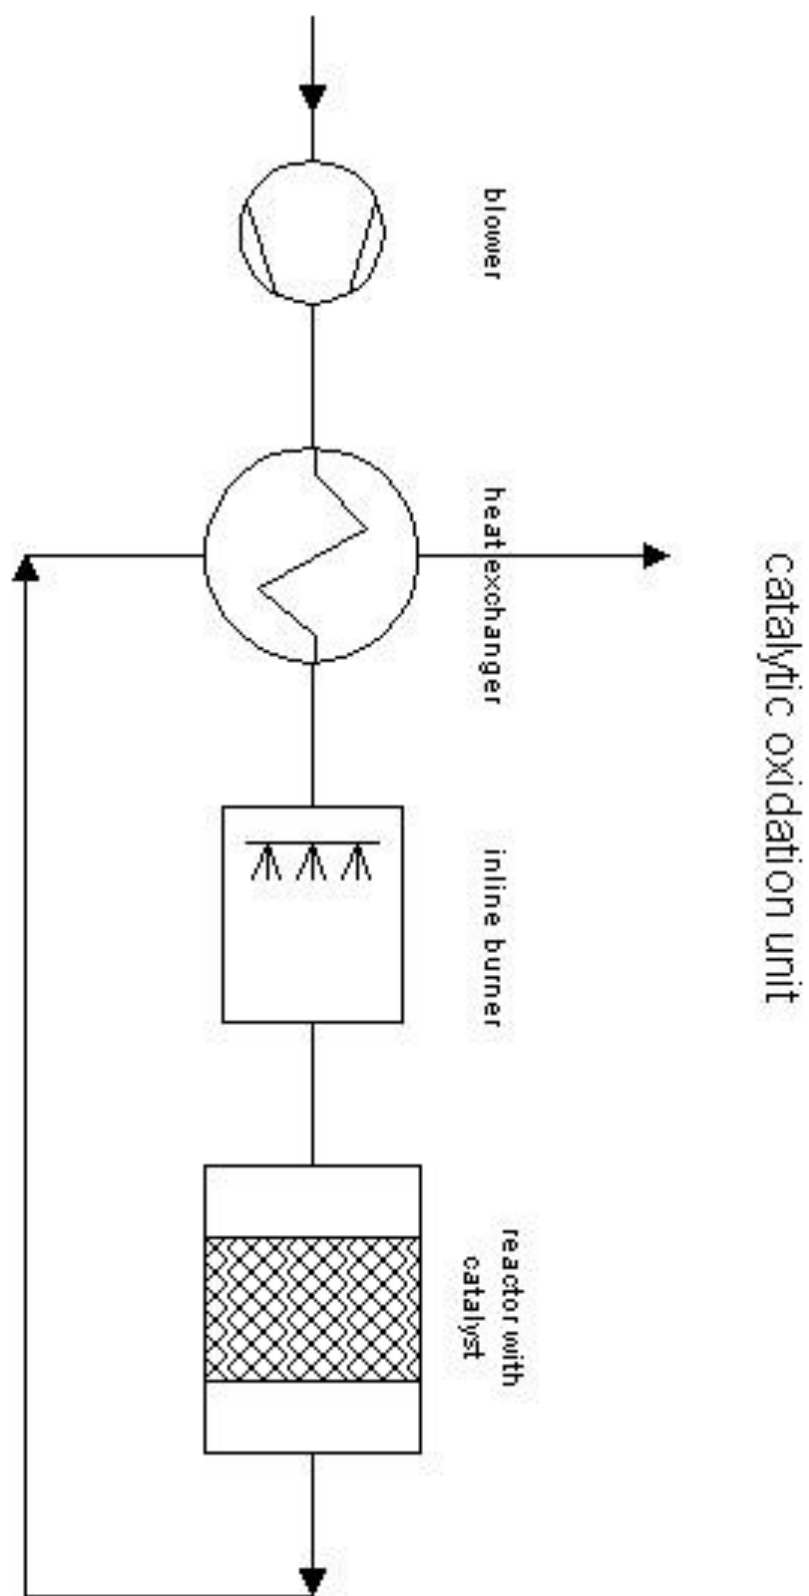 catalytic oxidation unit
blower
heat exchanger
inline burner
reactor with
catalyst